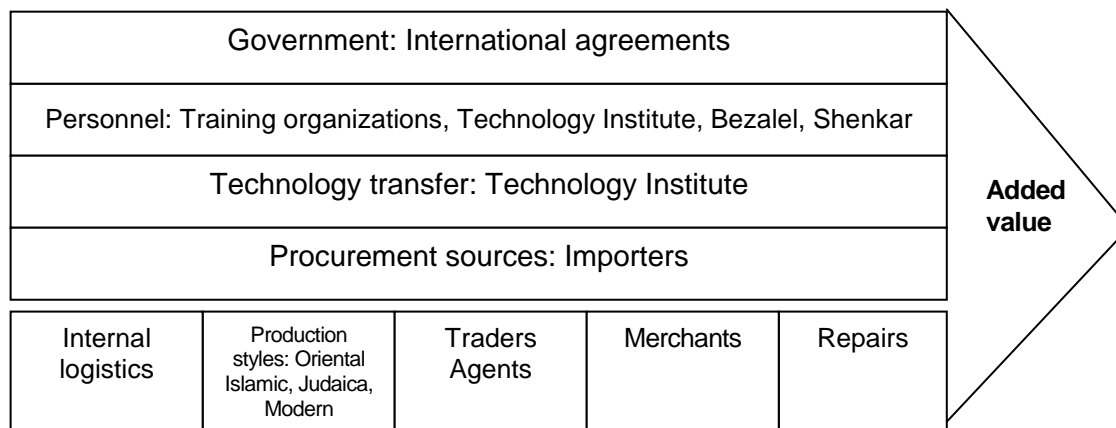 Government: International agreements
Personnel: Training organizations, Technology Institute, Bezalel, Shenkar
Technology transfer: Technology Institute
Procurement sources: Importers
Added
value
Internal
logistics
Production
styles: Oriental
Islamic, Judaica,
Modern
Traders
Agents
Merchants
Repairs